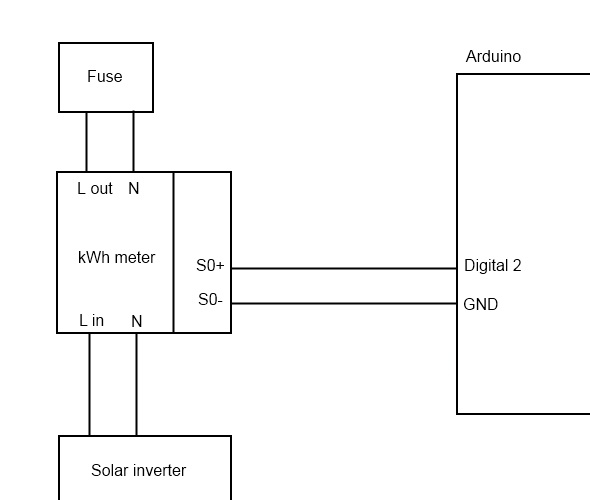 Arduino
Fuse
L out N
kWh meter
S0+
Digital 2
S0-
GND
L in N
Solar inverter